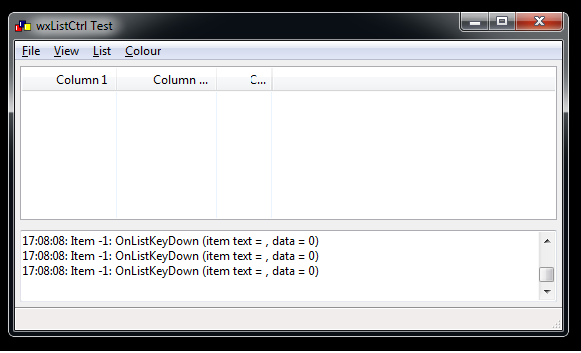 wxListCtrl Test
File View List Colour
Column 1 Column ... C...
17:08:08: Item -1: OnListKeyDown (item text = , data = 0)
17:08:08: Item -1: OnListKeyDown (item text = , data = 0)
17:08:08: Item -1: OnListKeyDown (item text = , data = 0)